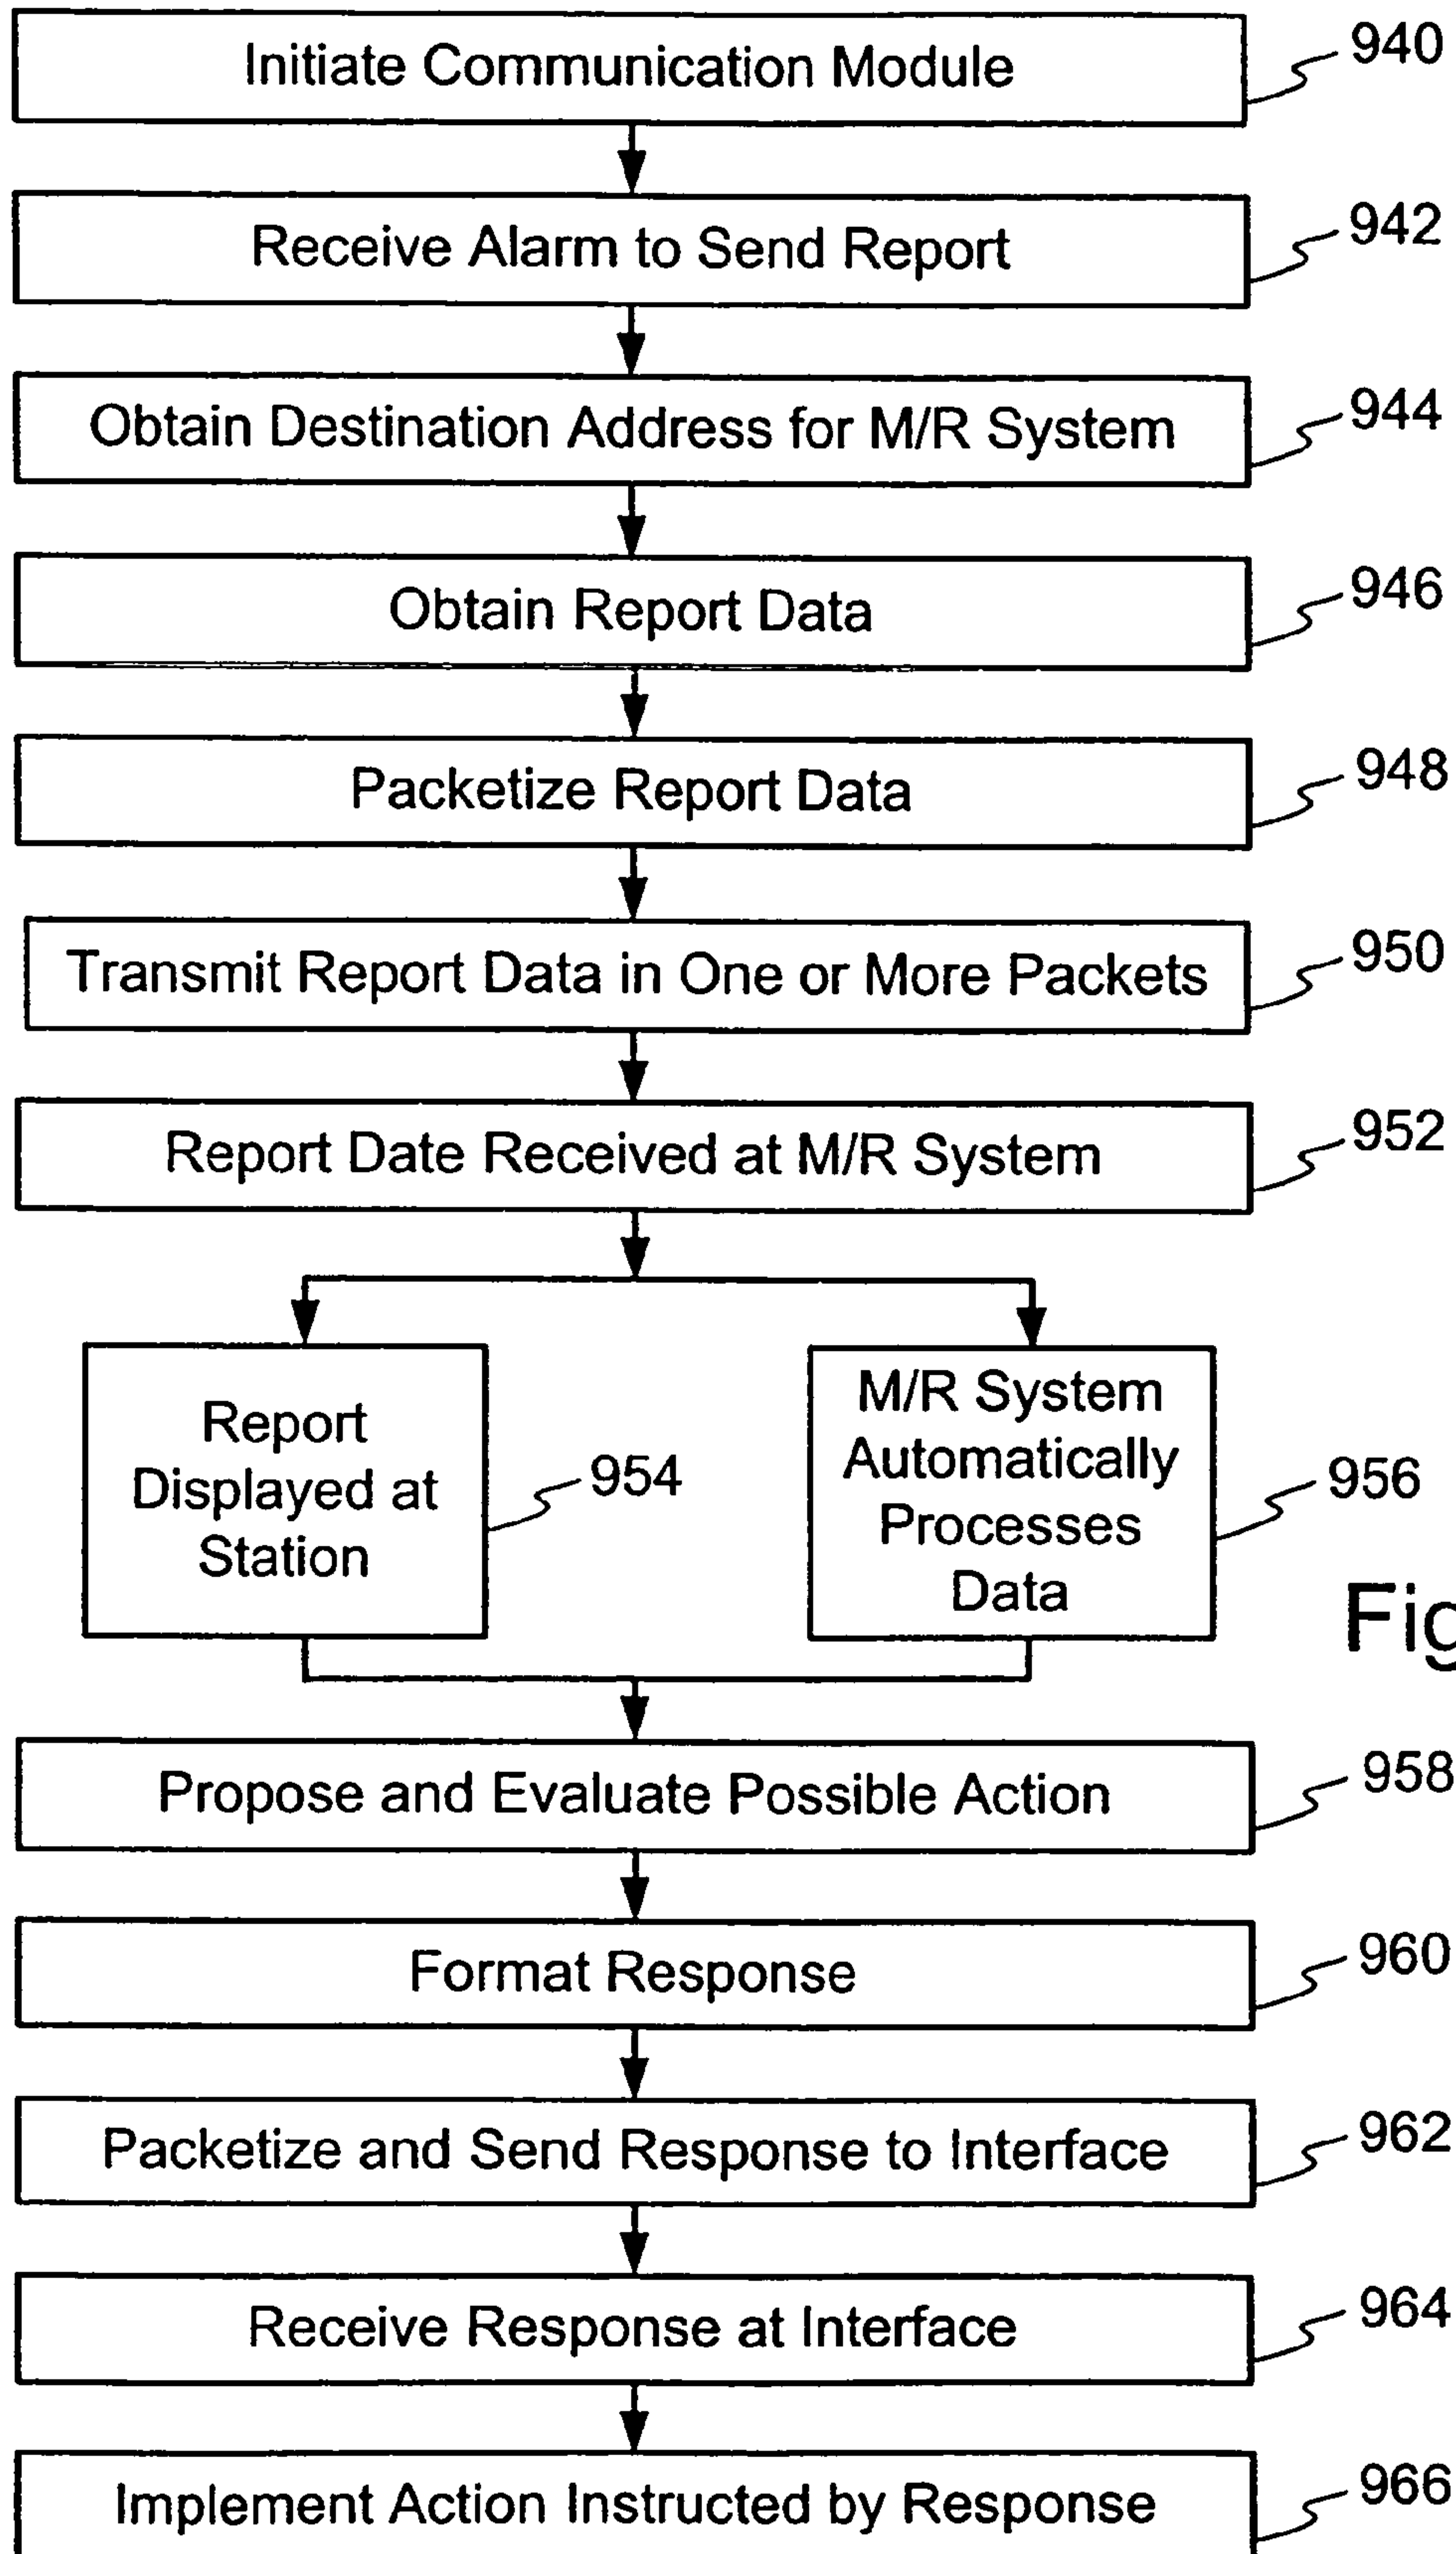 Initiate Communication Module
940
Receive Alarm to Send Report
942
Obtain Destination Address for M/R System
944
Obtain Report Data
946
Packetize Report Data
948
Transmit Report Data in One or More Packets
950
Report Date Received at M/R System
952
Report
Displayed at
Station
954
M/R System
Automatically
Processes
Data
956
Fig
Propose and Evaluate Possible Action
958
Format Response
960
Packetize and Send Response to Interface
962
Receive Response at Interface
964
Implement Action Instructed by Response
966